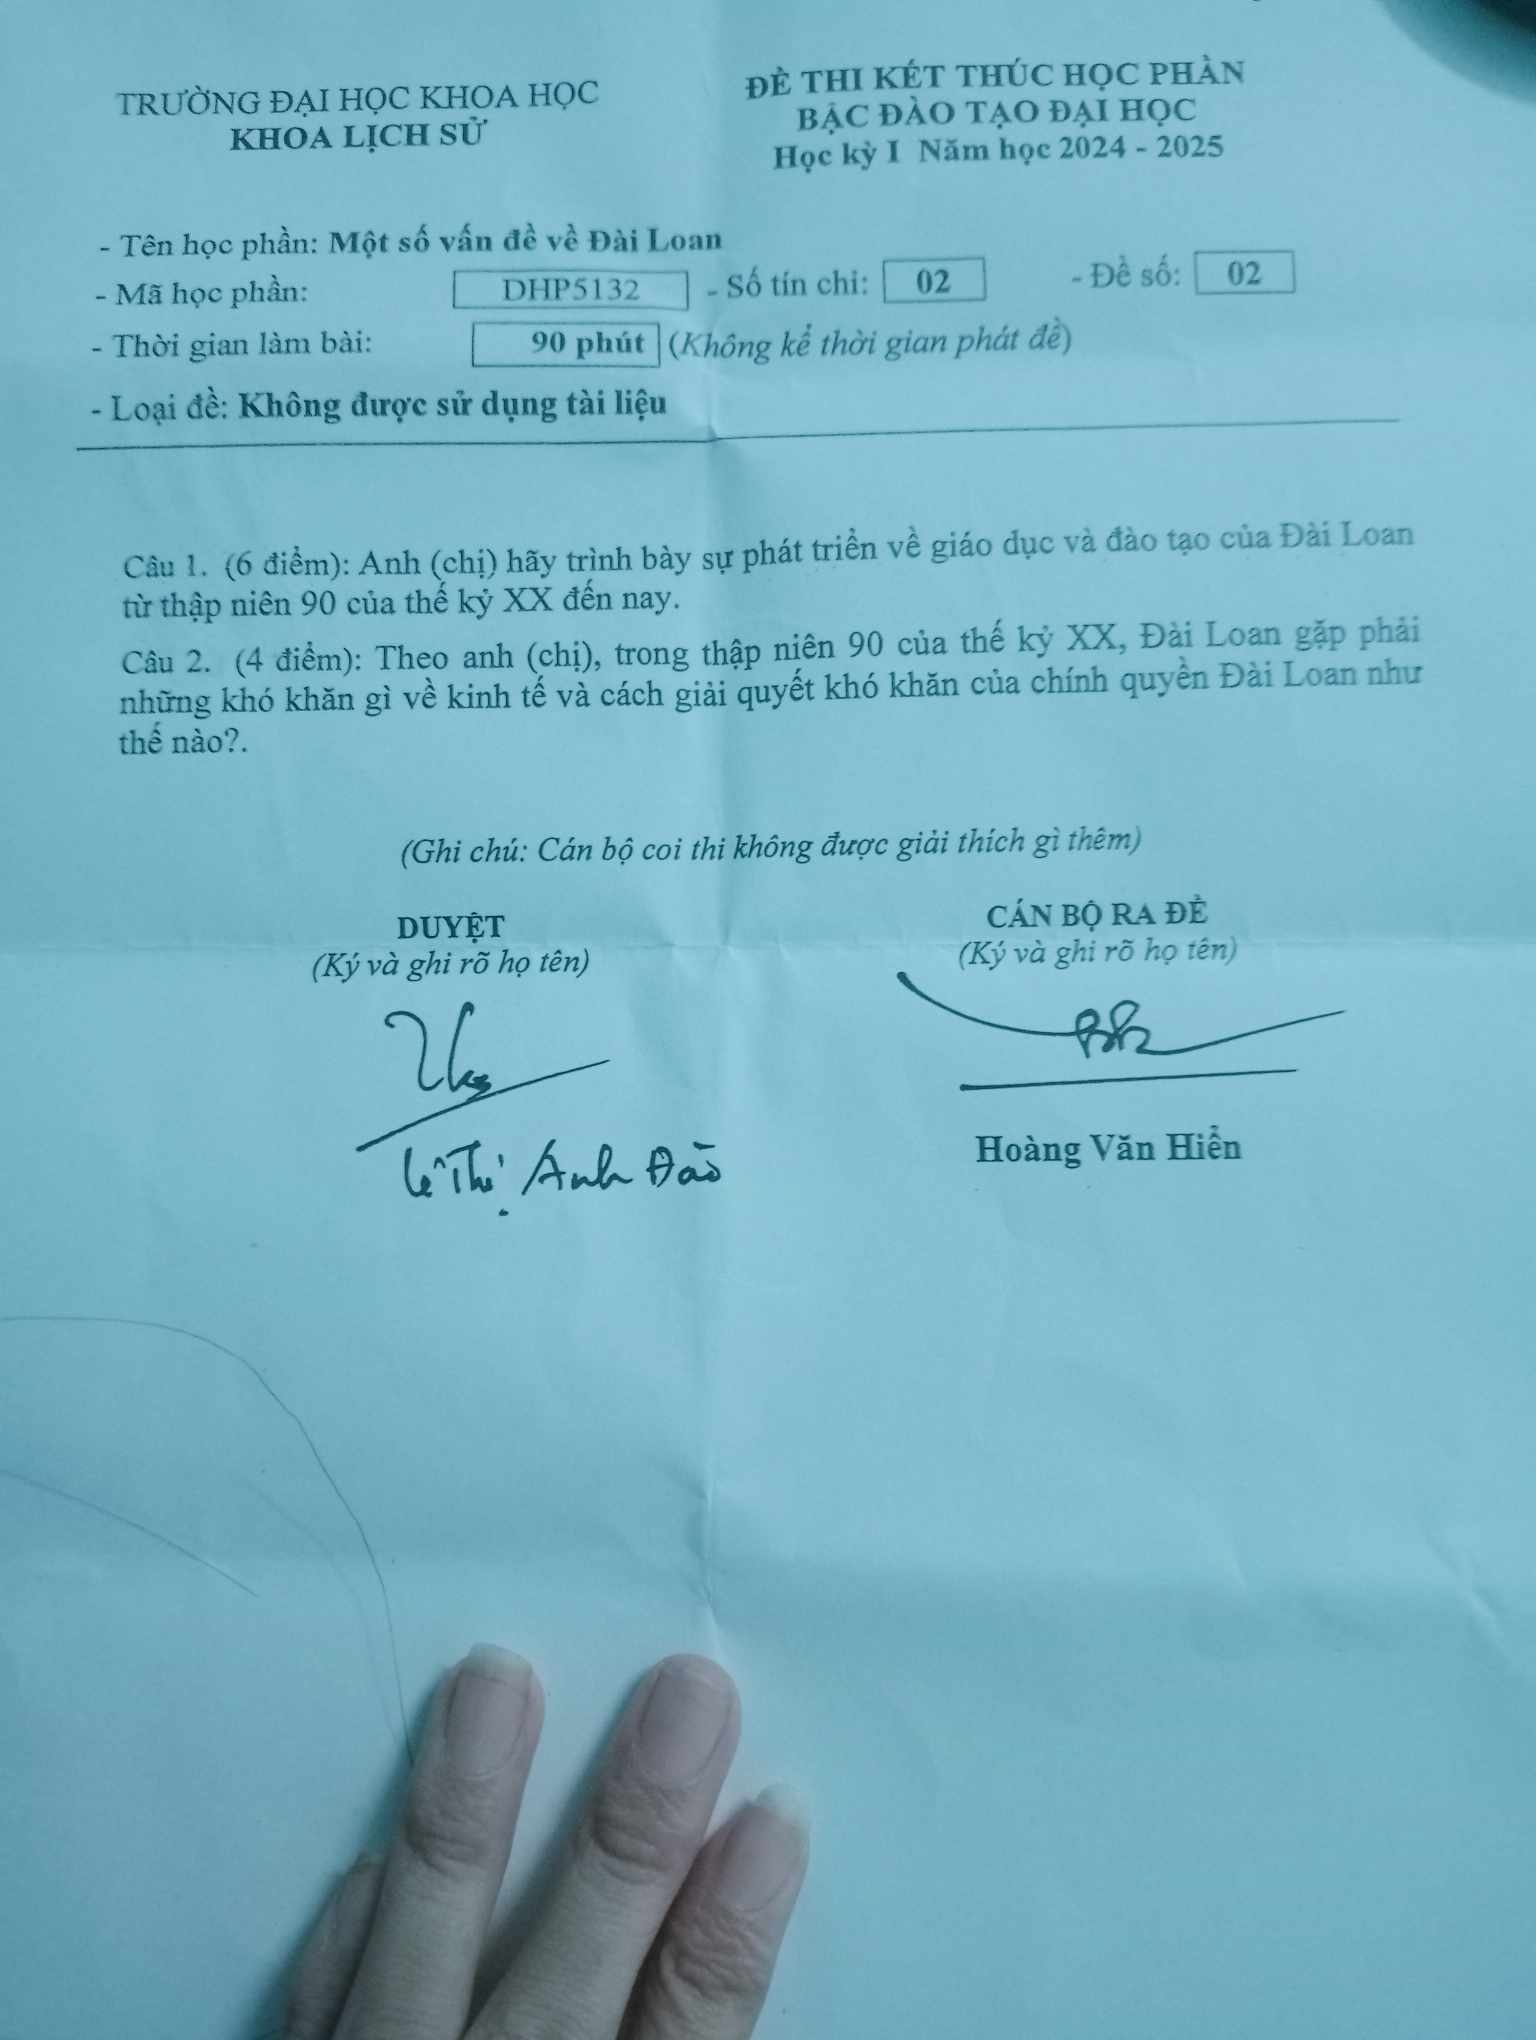 TRƯỜNG ĐẠI HỌC KHOA HỌC
KHOA LỊCH SỬ
ĐỀ THI KẾT THÚC HỌC PHẦN
BẬC ĐÀO TẠO ĐẠI HỌC
Học kỳ I Năm học 2024 - 2025
- Tên học phần: Một số vấn đề về Đài Loan
- Mã học phần: DHP5132 - Số tín chỉ: 02 - Đề số: 02
- Thời gian làm bài: 90 phút (Không kể thời gian phát đề)
- Loại đề: Không được sử dụng tài liệu
Câu 1. (6 điểm): Anh (chị) hãy trình bày sự phát triển về giáo dục và đào tạo của Đài Loan
từ thập niên 90 của thế kỷ XX đến nay.
Câu 2. (4 điểm): Theo anh (chị), trong thập niên 90 của thế kỷ XX, Đài Loan gặp phải
những khó khăn gì về kinh tế và cách giải quyết khó khăn của chính quyền Đài Loan như
thế nào?.
(Ghi chú: Cán bộ coi thi không được giải thích gì thêm)
DUYỆT
(Ký và ghi rõ họ tên)
Lê Thị Anh Đào
CÁN BỘ RA ĐỀ
(Ký và ghi rõ họ tên)
Hoàng Văn Hiển